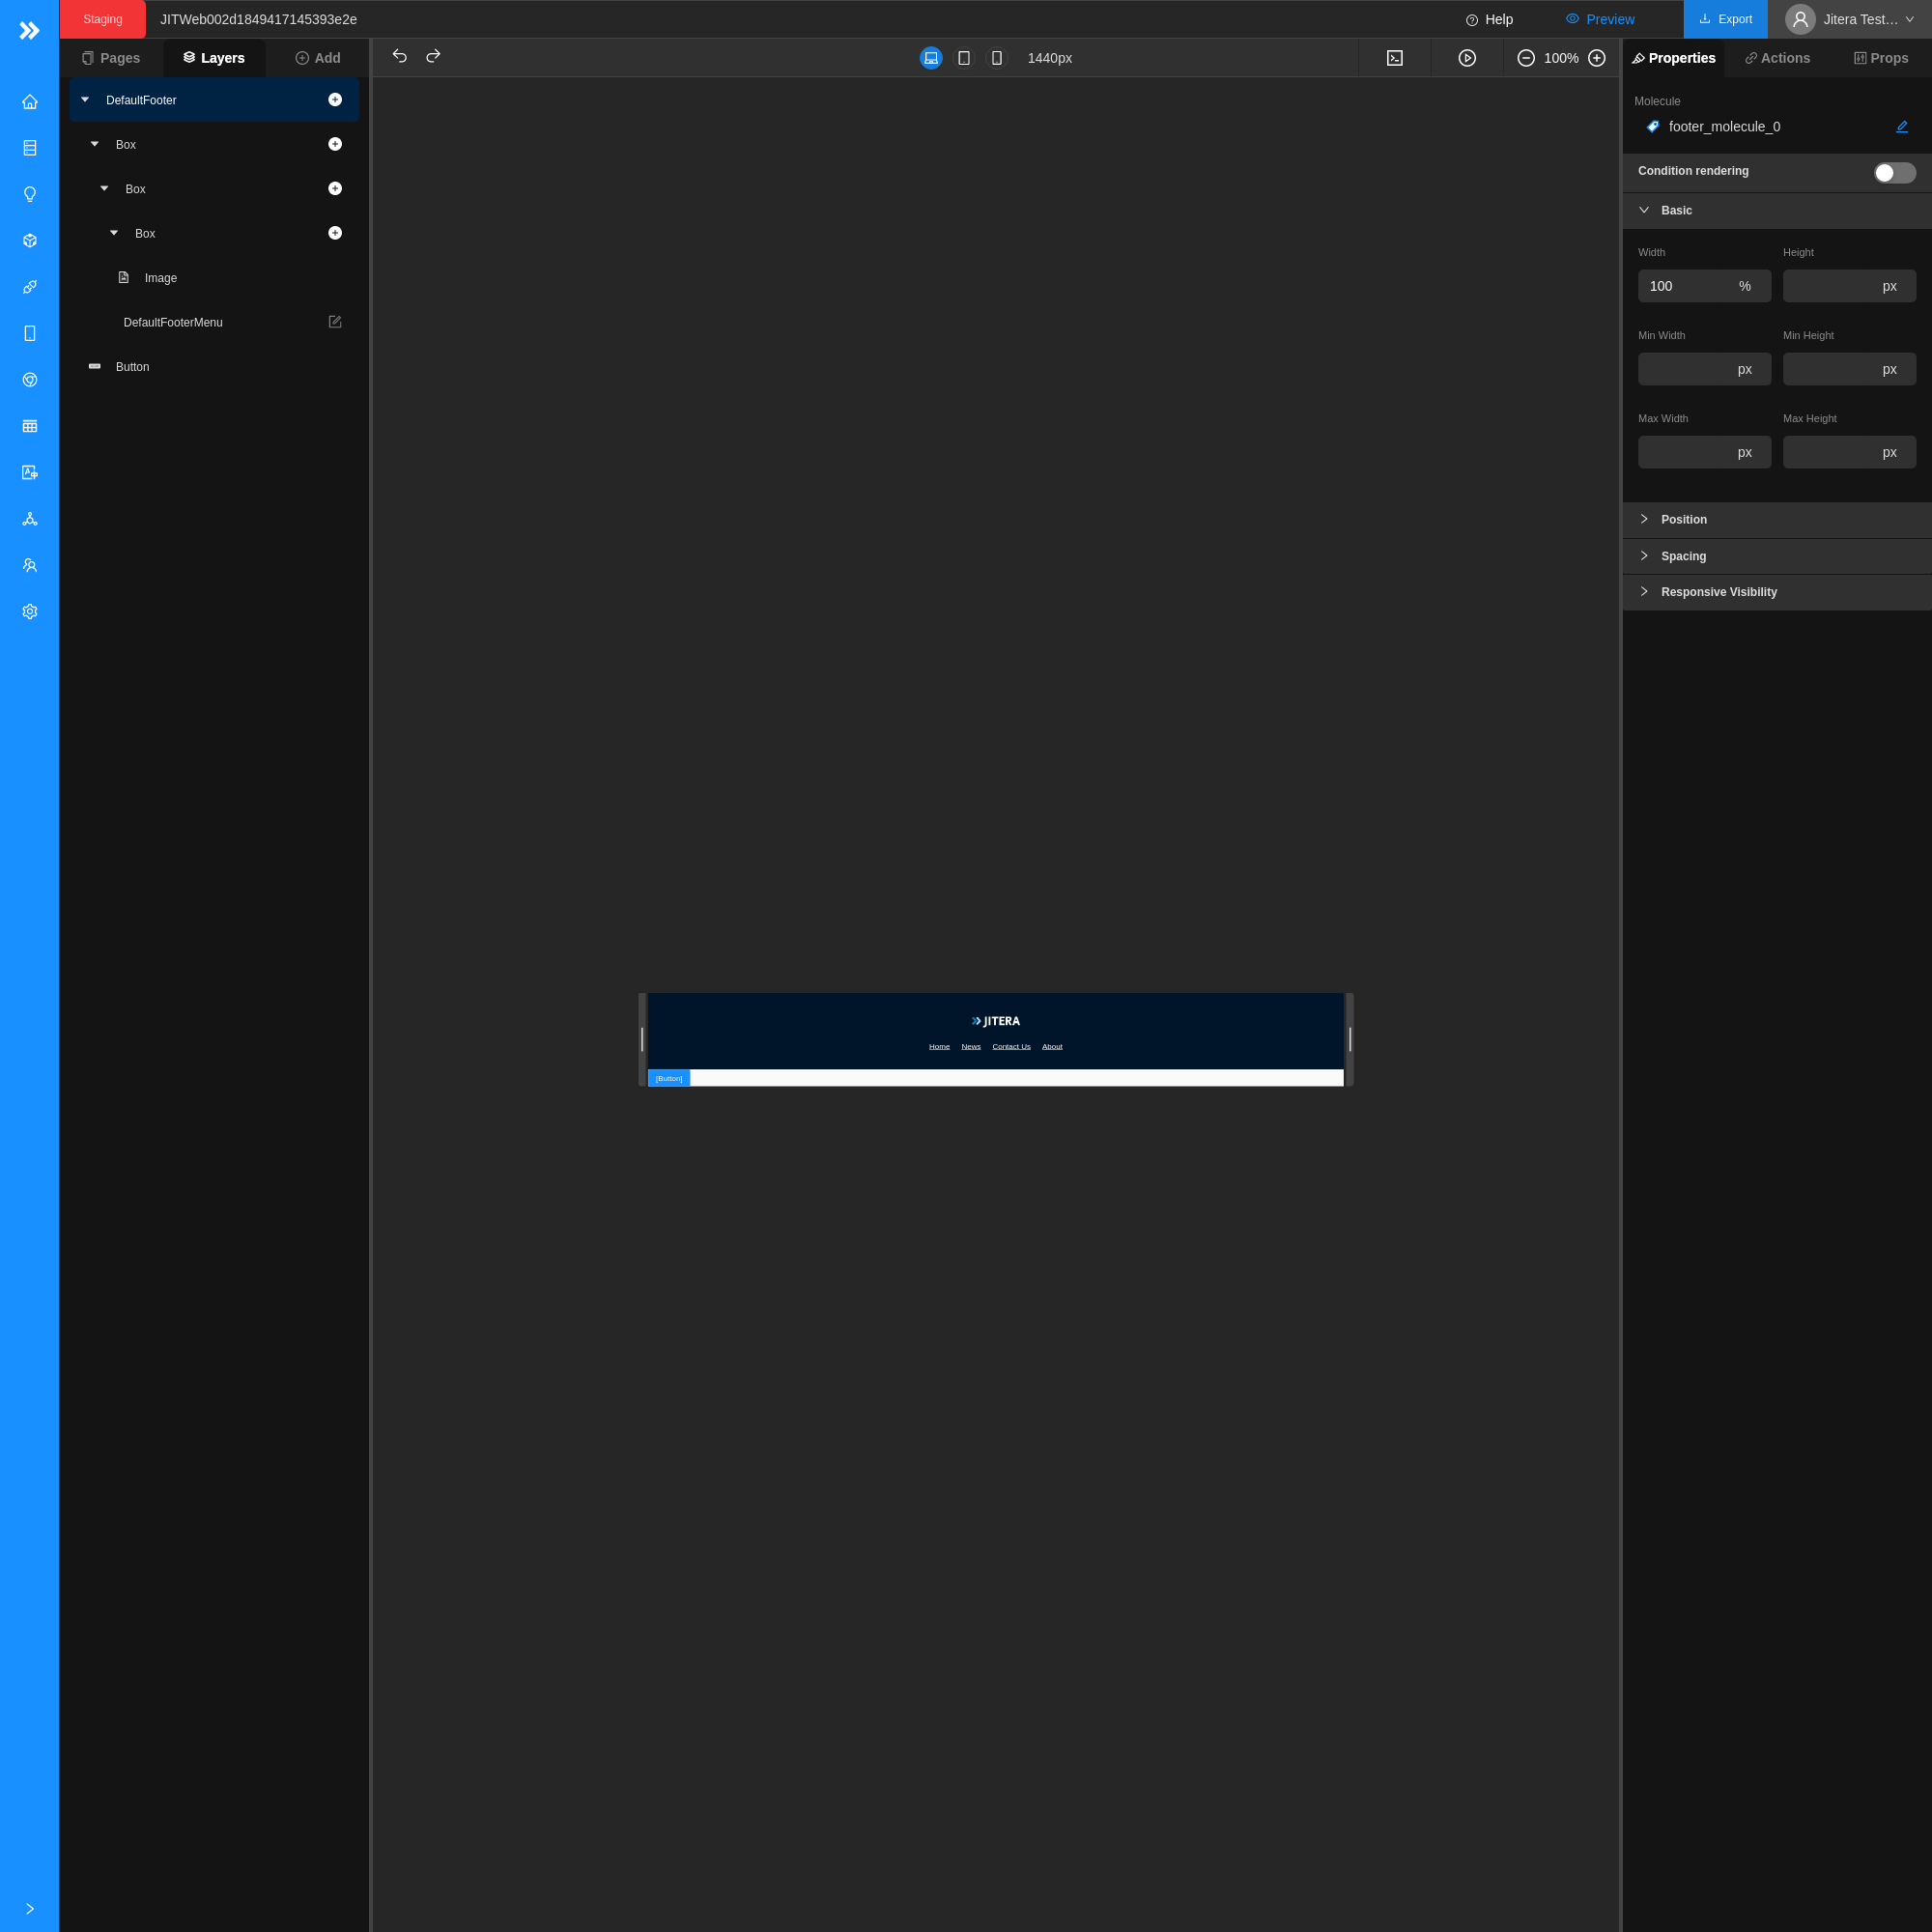 Staging
JITWeb002d1849417145393e2e
Help
Preview
Export
Jitera Test…
Pages
Layers
Add
1440px
100%
Properties
Actions
Props
DefaultFooter
Box
Box
Box
Image
DefaultFooterMenu
Button
JITERA
Home News Contact Us About
[Button]
Molecule
footer_molecule_0
Condition rendering
Basic
Width Height
100 % px
Min Width Min Height
px px
Max Width Max Height
px px
Position
Spacing
Responsive Visibility